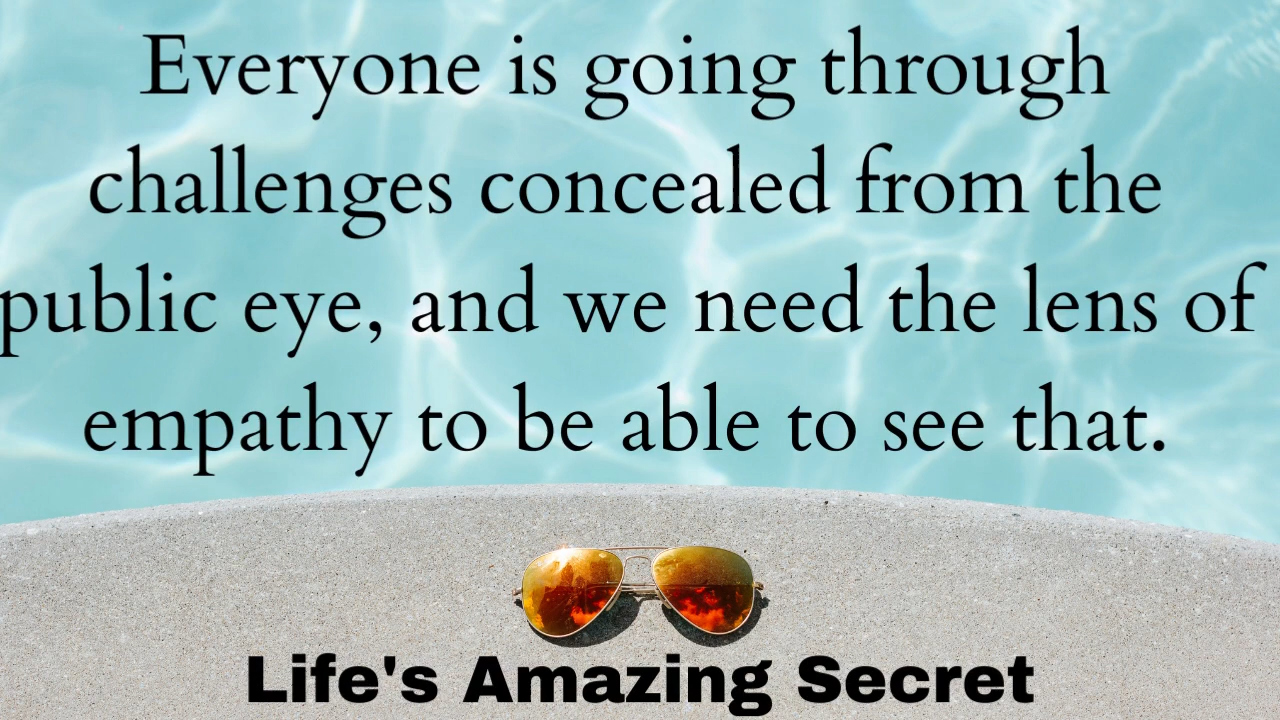 Everyone is going through
challenges concealed from the
public eye, and we need the lens of
empathy to be able to see that.
Life's Amazing Secret